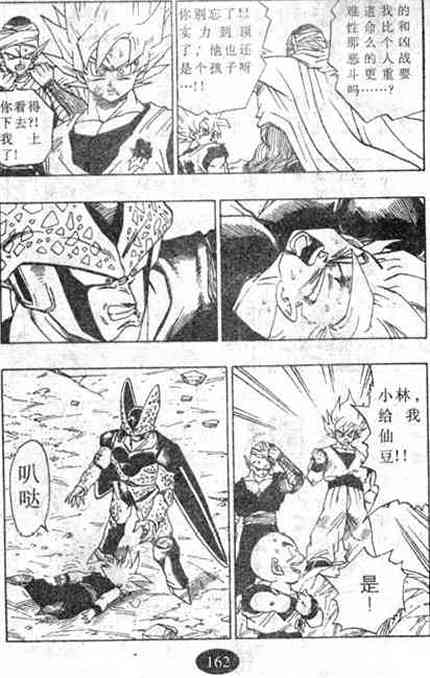 难道我的
性命比和
那么个凶
恶的人战
斗更重要
吗……?
你别忘了!!
实力到顶
了,他也还
是个孩子呀
…!!
你看得
下去?!
我上
了!
小林,
给我
仙
豆!!
是!
叭哒
162